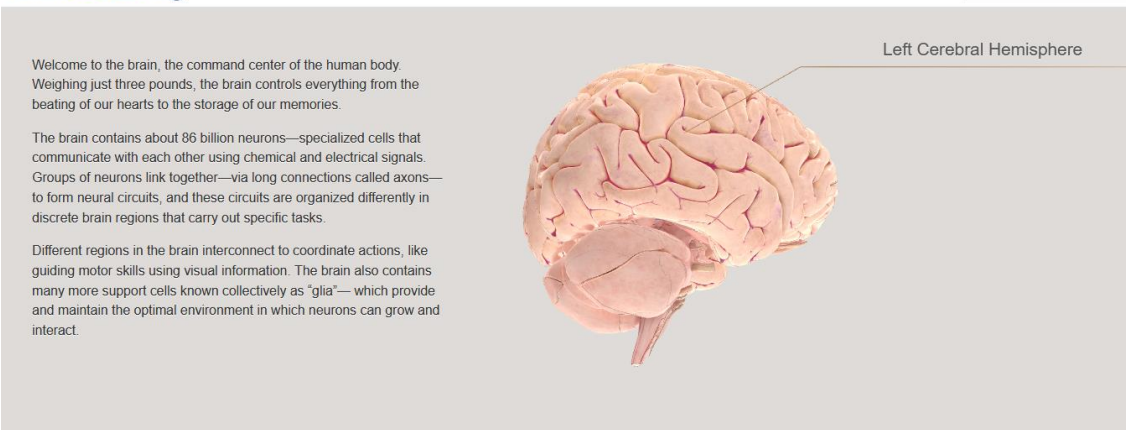 Welcome to the brain, the command center of the human body.
Weighing just three pounds, the brain controls everything from the
beating of our hearts to the storage of our memories.
The brain contains about 86 billion neurons—specialized cells that
communicate with each other using chemical and electrical signals.
Groups of neurons link together—via long connections called axons—
to form neural circuits, and these circuits are organized differently in
discrete brain regions that carry out specific tasks.
Different regions in the brain interconnect to coordinate actions, like
guiding motor skills using visual information. The brain also contains
many more support cells known collectively as “glia”— which provide
and maintain the optimal environment in which neurons can grow and
interact.
Left Cerebral Hemisphere